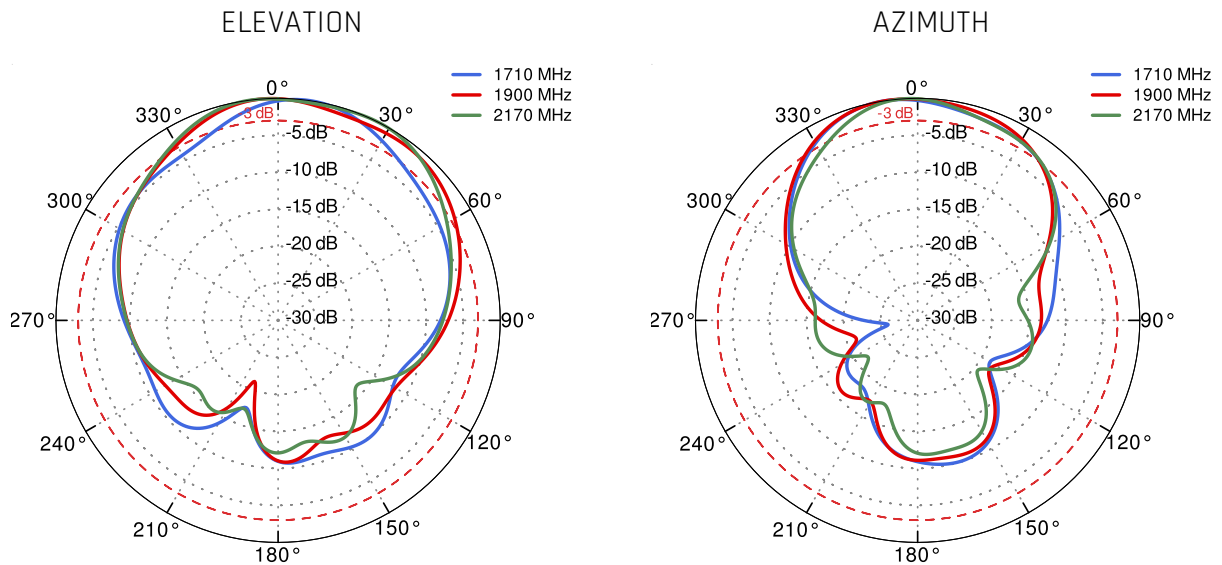 ELEVATION
1710 MHz
1900 MHz
2170 MHz
0°
330°
3 dB
30°
-5 dB
-10 dB
300°
60°
-15 dB
-20 dB
-25 dB
270°
-30 dB
90°
240°
120°
210°
150°
180°
AZIMUTH
1710 MHz
1900 MHz
2170 MHz
0°
330°
-3 dB
30°
-5 dB
-10 dB
300°
60°
-15 dB
-20 dB
-25 dB
270°
-30 dB
90°
240°
120°
210°
150°
180°